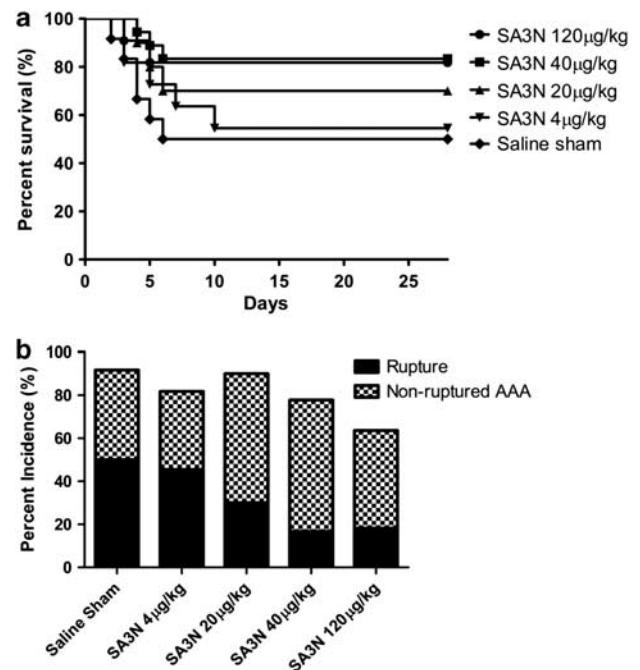 a
100
80
60
40
20
0
Percent survival (%)
0 5 10 15 20 25
Days
SA3N 120µg/kg
SA3N 40µg/kg
SA3N 20µg/kg
SA3N 4µg/kg
Saline sham
b
100
80
60
40
20
0
Percent Incidence (%)
Rupture
Non-ruptured AAA
Saline Sham
SA3N 4µg/kg
SA3N 20µg/kg
SA3N 40µg/kg
SA3N 120µg/kg